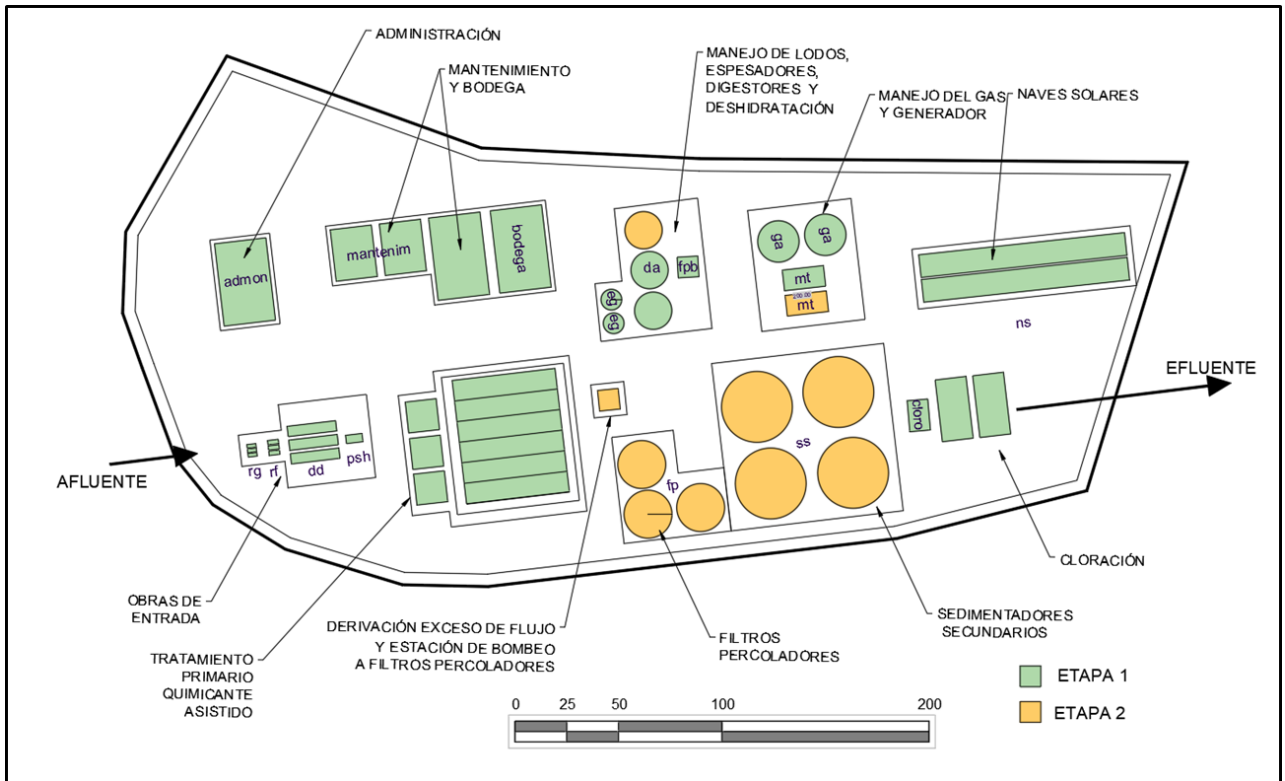 ADMINISTRACIÓN
MANTENIMIENTO
Y BODEGA
MANEJO DE LODOS,
ESPESADORES,
DIGESTORES Y
DESHIDRATACIÓN
MANEJO DEL GAS
Y GENERADOR
NAVES SOLARES
admon
mantenim
bodega
da
fpb
eg
eg
ga
ga
mt
200.00
mt
ns
EFLUENTE
AFLUENTE
rg
rf
dd
psh
fp
ss
cloro
OBRAS DE
ENTRADA
TRATAMIENTO
PRIMARIO
QUIMICANTE
ASISTIDO
DERIVACIÓN EXCESO DE FLUJO
Y ESTACIÓN DE BOMBEO
A FILTROS PERCOLADORES
FILTROS
PERCOLADORES
SEDIMENTADORES
SECUNDARIOS
CLORACIÓN
ETAPA 1
ETAPA 2
0 25 50 100 200